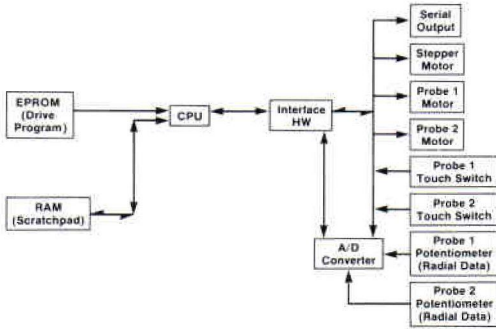 Serial
Output
Stepper
Motor
EPROM
(Drive
Program)
CPU
Interface
HW
Probe 1
Motor
Probe 2
Motor
Probe 1
Touch Switch
RAM
(Scratchpad)
Probe 2
Touch Switch
A/D
Converter
Probe 1
Potentiometer
(Radial Data)
Probe 2
Potentiometer
(Radial Data)